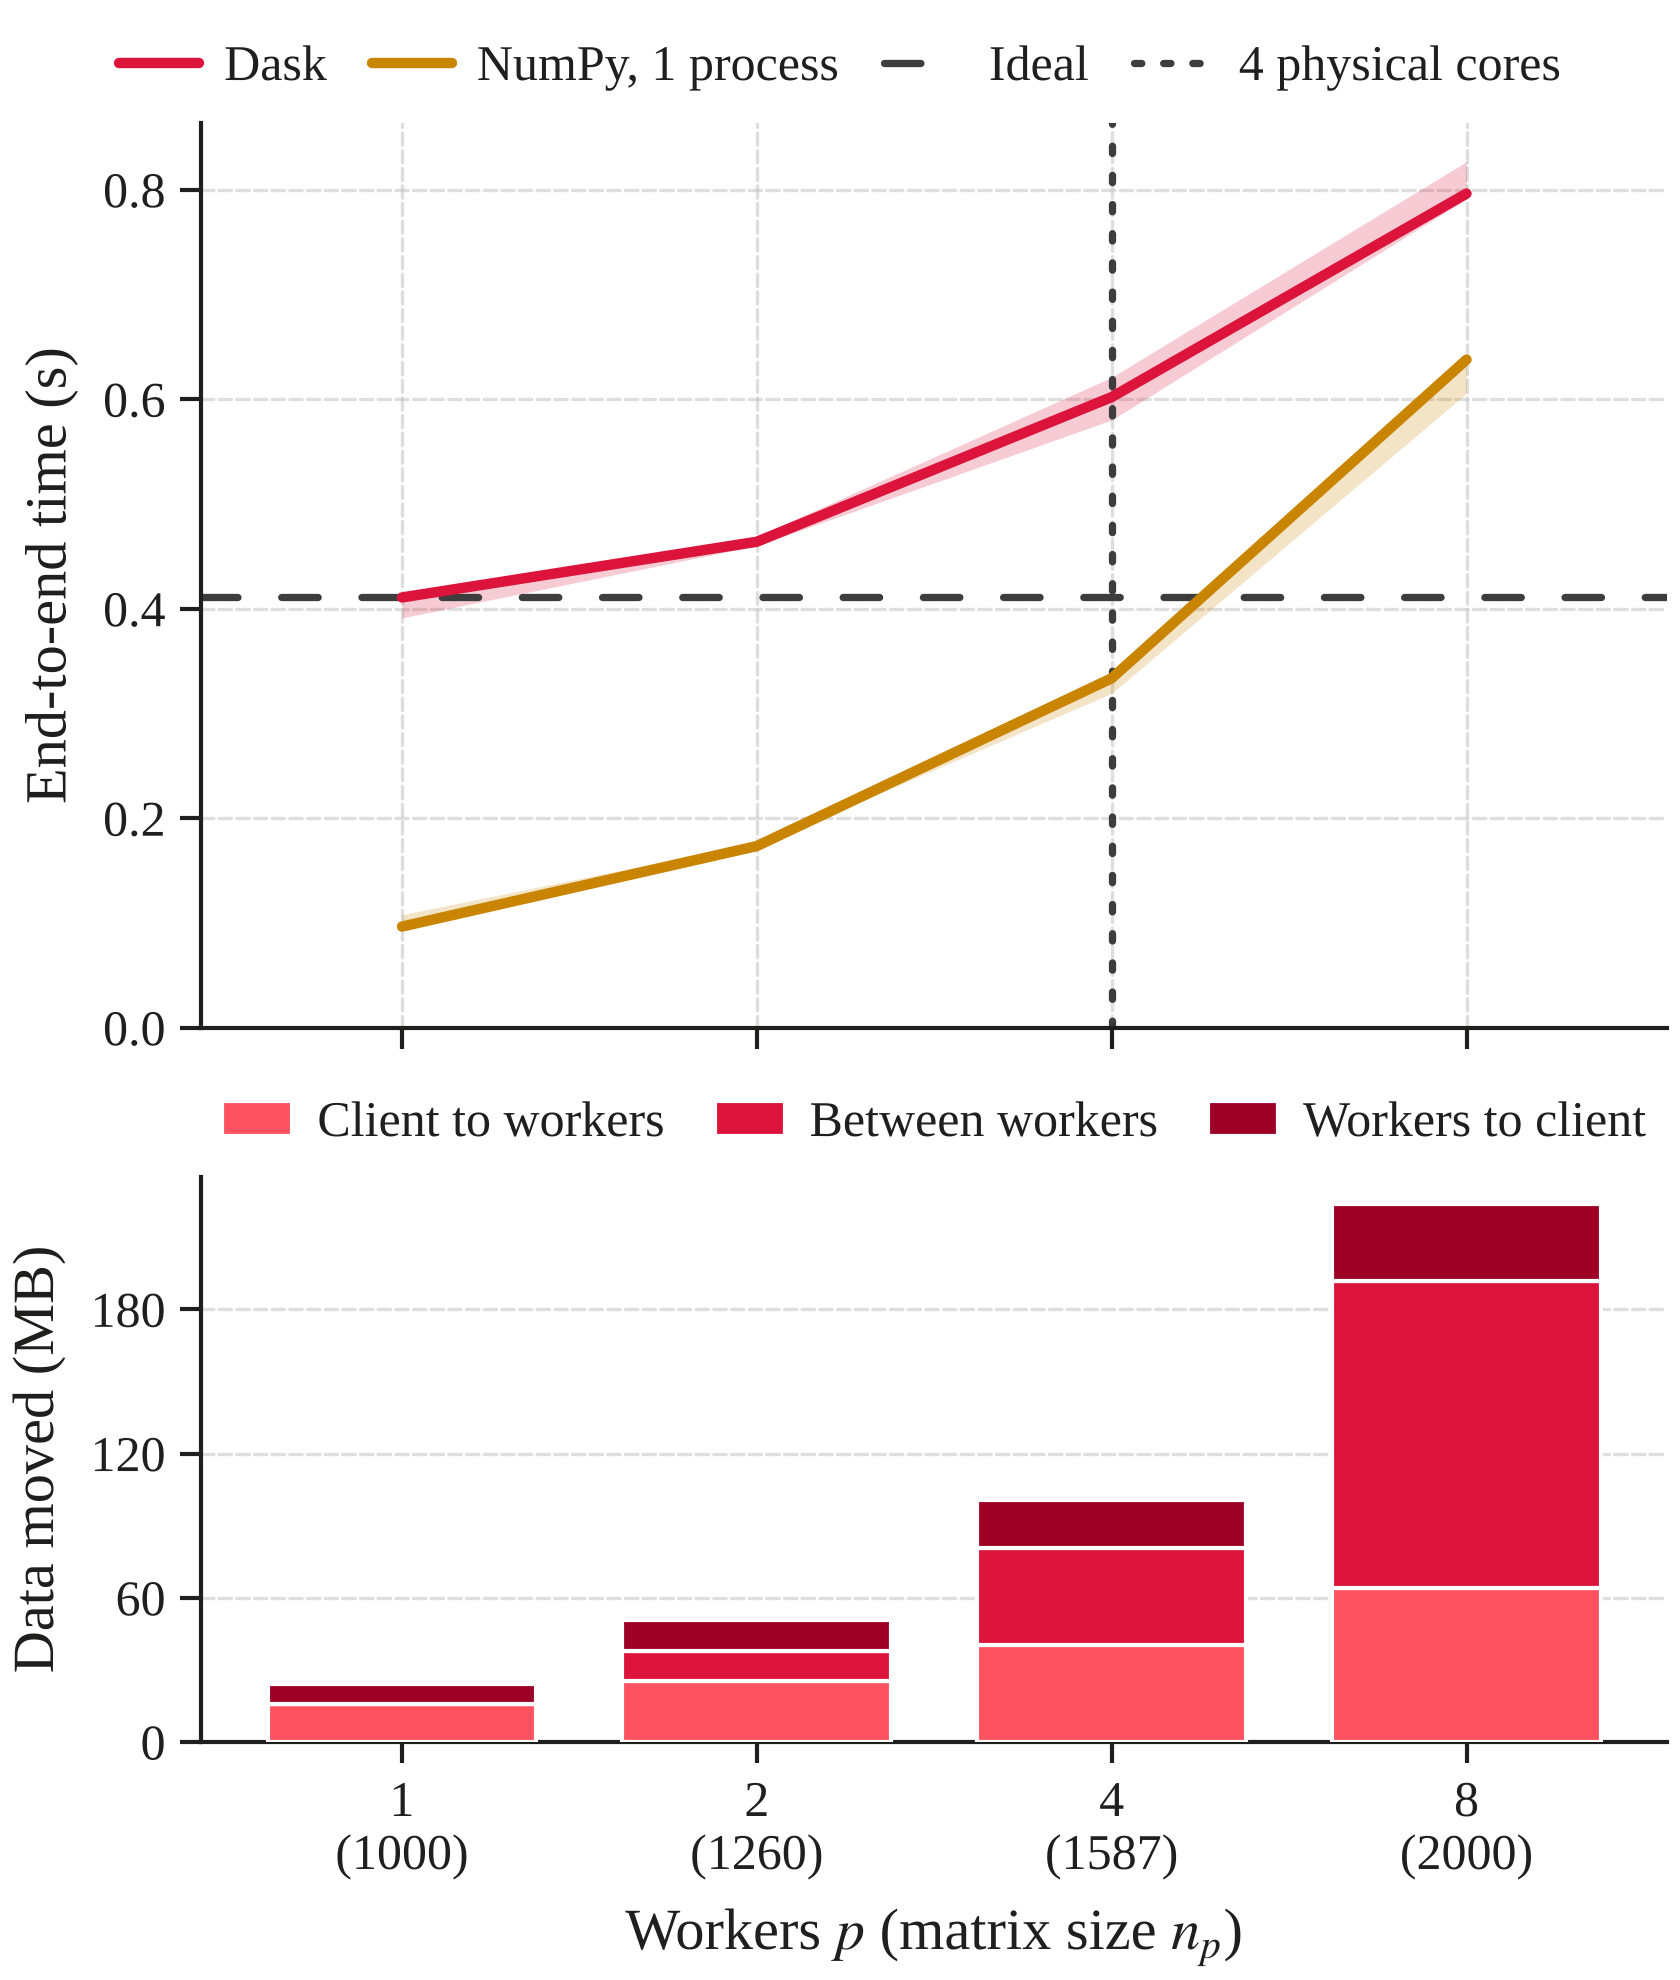 Dask NumPy, 1 process Ideal 4 physical cores
End-to-end time (s)
0.8
0.6
0.4
0.2
0.0
Client to workers Between workers Workers to client
Data moved (MB)
180
120
60
0
1 2 4 8
(1000) (1260) (1587) (2000)
Workers p (matrix size nₚ)